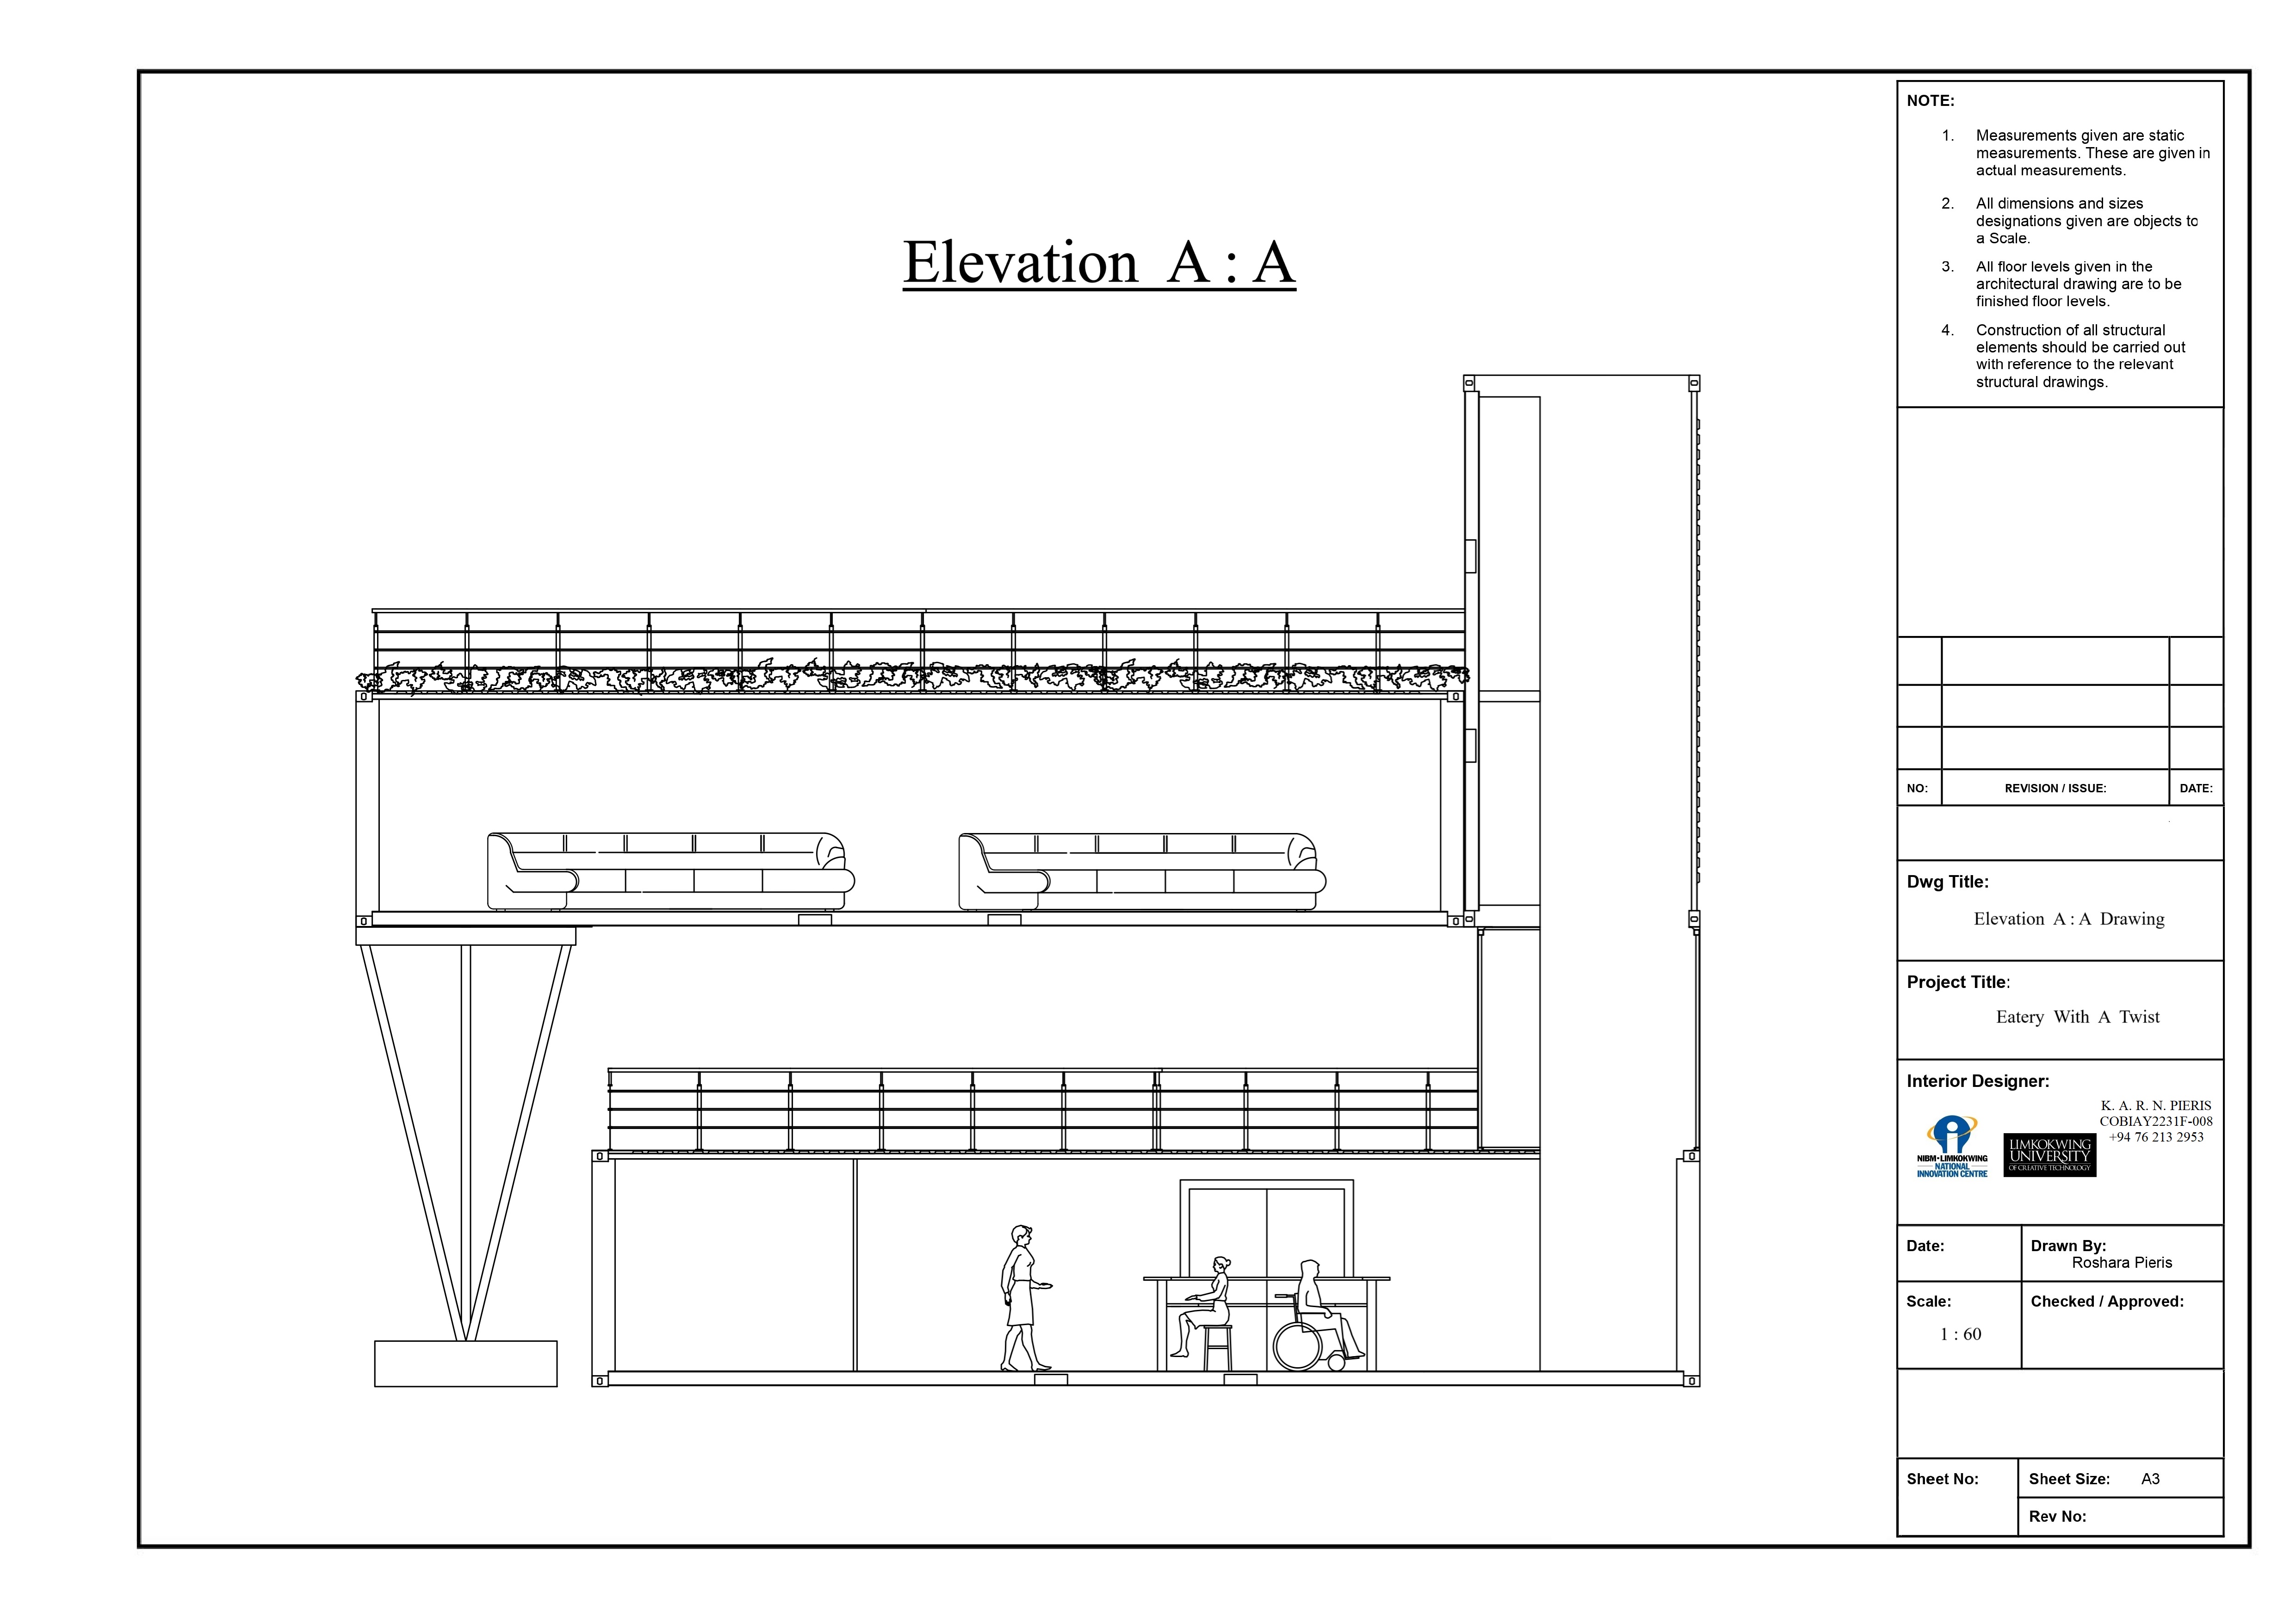 Elevation A : A
NOTE:
1. Measurements given are static
measurements. These are given in
actual measurements.
2. All dimensions and sizes
designations given are objects to
a Scale.
3. All floor levels given in the
architectural drawing are to be
finished floor levels.
4. Construction of all structural
elements should be carried out
with reference to the relevant
structural drawings.
NO: REVISION / ISSUE: DATE:
Dwg Title:
Elevation A : A Drawing
Project Title:
Eatery With A Twist
Interior Designer:
K. A. R. N. PIERIS
COBIAY2231F-008
+94 76 213 2953
NIBM•LIMKOKWING
NATIONAL
INNOVATION CENTRE
LIMKOKWING
UNIVERSITY
OF CREATIVE TECHNOLOGY
Date: Drawn By:
Roshara Pieris
Scale: Checked / Approved:
1 : 60
Sheet No: Sheet Size: A3
Rev No: